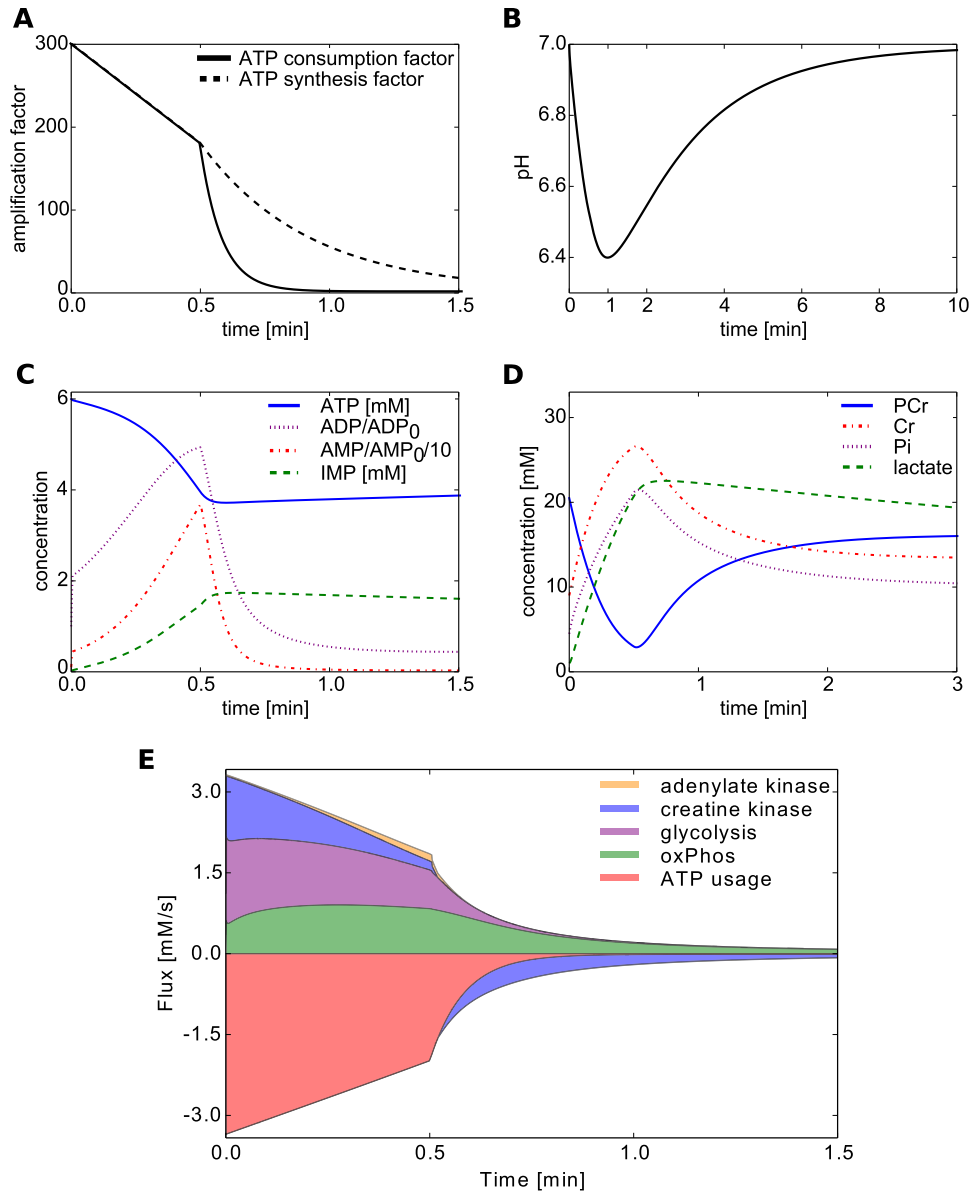 A
300
200
100
0
amplification factor
ATP consumption factor
ATP synthesis factor
0.0
0.5
1.0
1.5
time [min]
B
7.0
6.8
6.6
6.4
pH
0
1
2
4
6
8
10
time [min]
C
6
4
2
0
concentration
ATP [mM]
ADP/ADP0
AMP/AMP0/10
IMP [mM]
0.0
0.5
1.0
1.5
time [min]
D
30
20
10
0
concentration [mM]
PCr
Cr
Pi
lactate
0
1
2
3
time [min]
E
3.0
1.5
0.0
-1.5
-3.0
Flux [mM/s]
adenylate kinase
creatine kinase
glycolysis
oxPhos
ATP usage
0.0
0.5
1.0
1.5
Time [min]